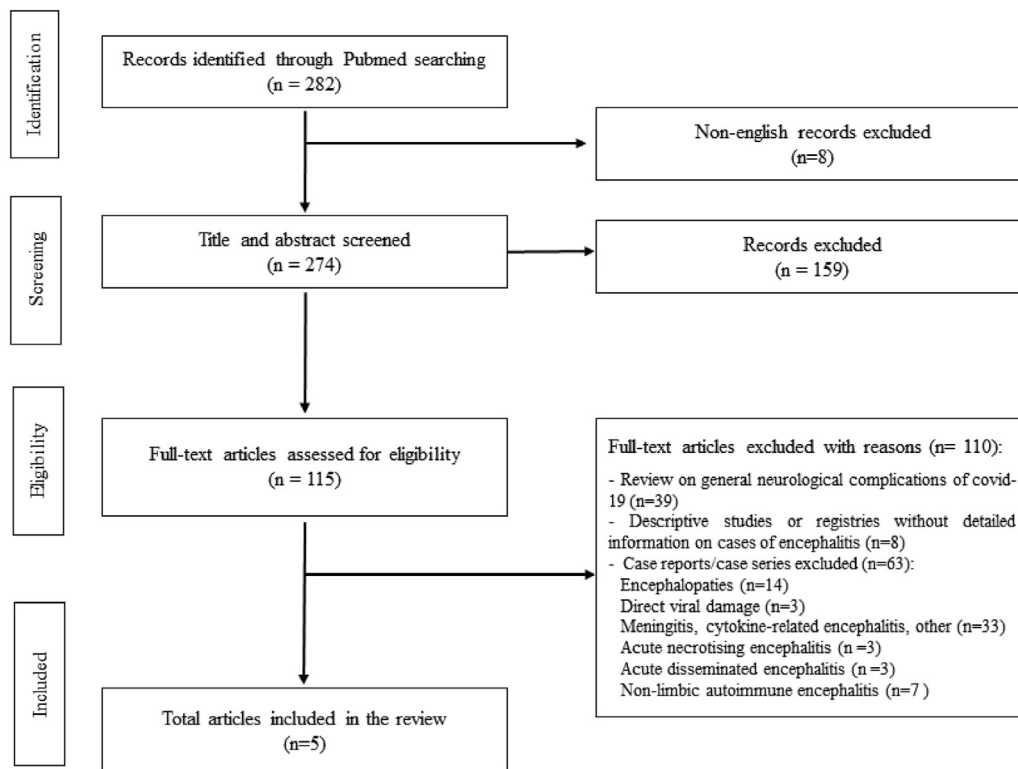 Identification
Records identified through Pubmed searching
(n = 282)
Non-english records excluded
(n=8)
Screening
Title and abstract screened
(n = 274)
Records excluded
(n = 159)
Eligibility
Full-text articles assessed for eligibility
(n = 115)
Full-text articles excluded with reasons (n= 110):
- Review on general neurological complications of covid-
19 (n=39)
- Descriptive studies or registries without detailed
information on cases of encephalitis (n=8)
- Case reports/case series excluded (n=63):
Encephalopaties (n=14)
Direct viral damage (n=3)
Meningitis, cytokine-related encephalitis, other (n=33)
Acute necrotising encephalitis (n =3)
Acute disseminated encephalitis (n =3)
Non-limbic autoimmune encephalitis (n=7 )
Included
Total articles included in the review
(n=5)